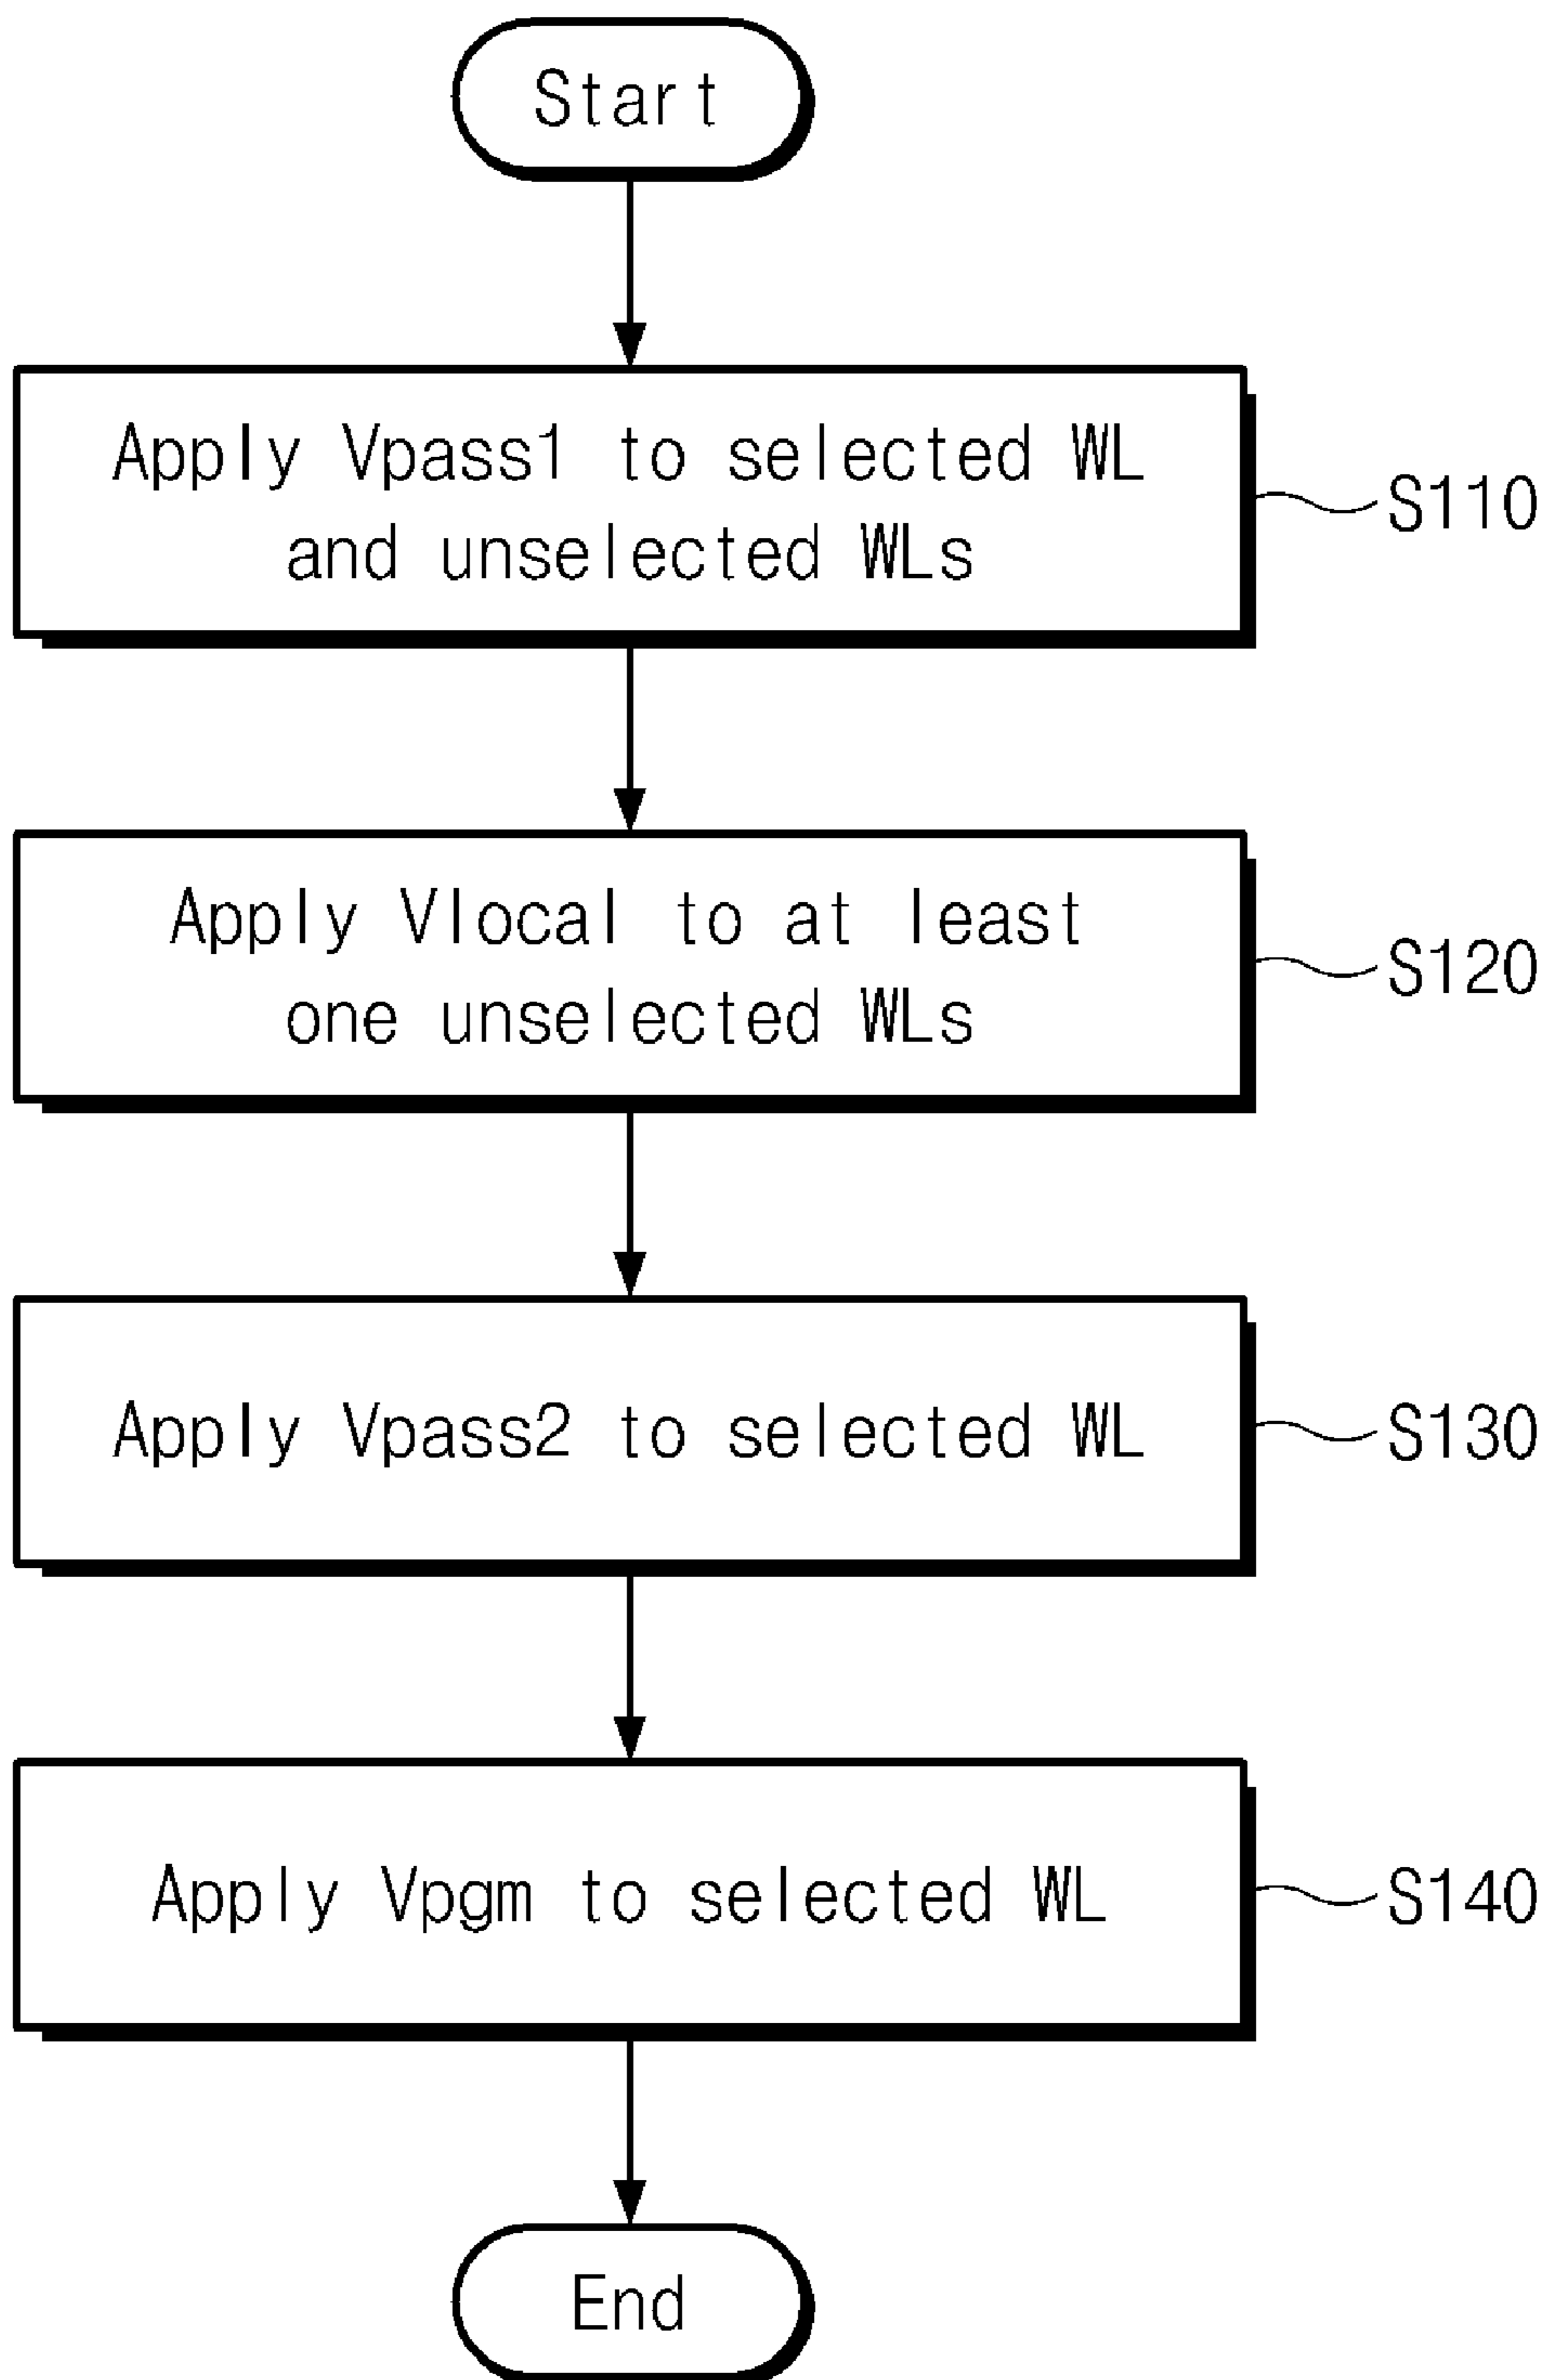 Start
Apply Vpass1 to selected WL
and unselected WLs
S110
Apply Vlocal to at least
one unselected WLs
S120
Apply Vpass2 to selected WL
S130
Apply Vpgm to selected WL
S140
End